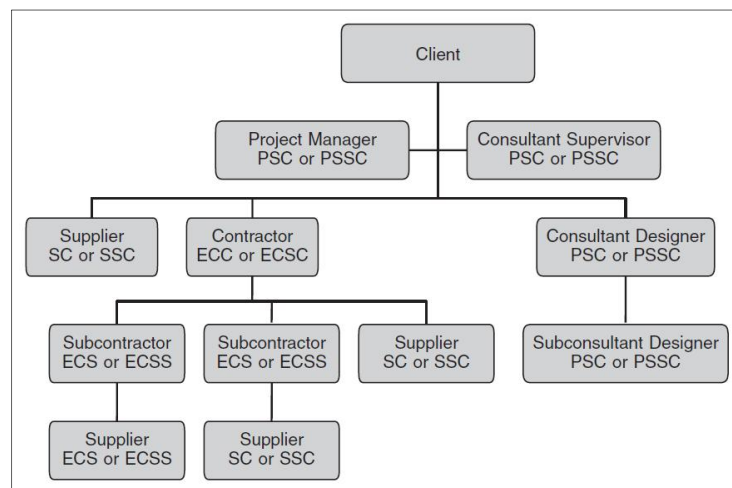 Client
Project Manager
PSC or PSSC
Consultant Supervisor
PSC or PSSC
Supplier
SC or SSC
Contractor
ECC or ECSC
Consultant Designer
PSC or PSSC
Subcontractor
ECS or ECSS
Subcontractor
ECS or ECSS
Supplier
SC or SSC
Subconsultant Designer
PSC or PSSC
Supplier
ECS or ECSS
Supplier
SC or SSC